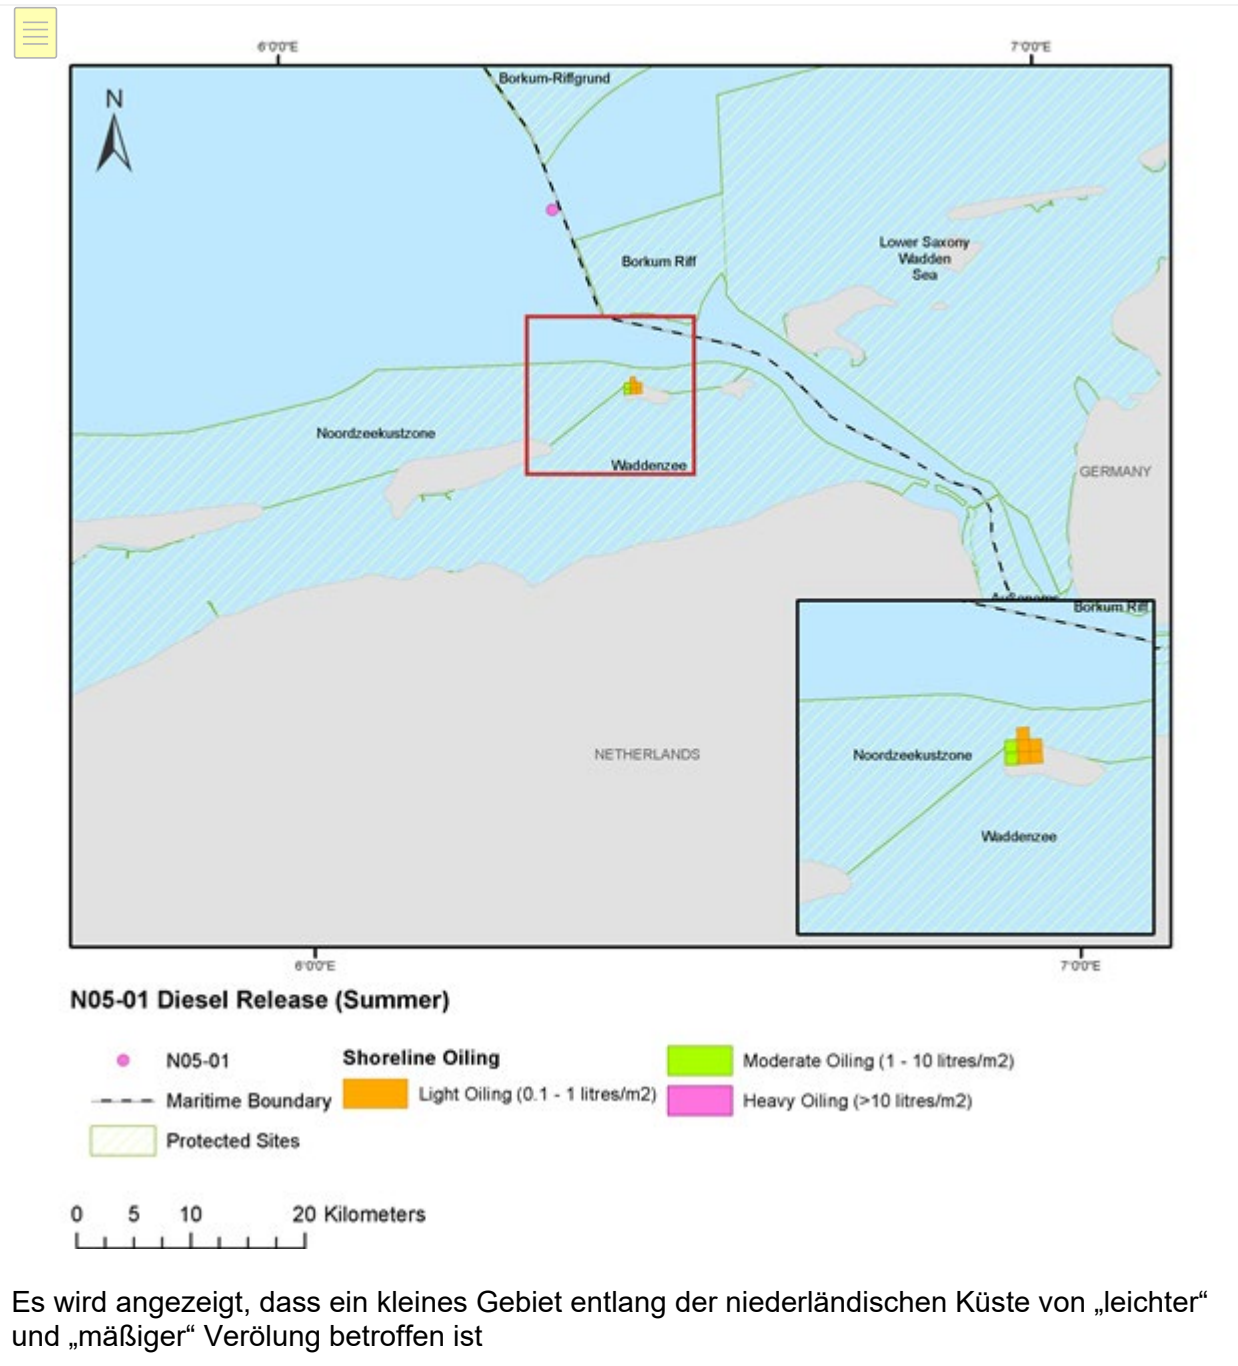 6°0'0"E
7°0'0"E
Borkum-Riffgrund
N
Borkum Riff
Lower Saxony
Wadden
Sea
Noordzeekustzone
Waddenzee
GERMANY
Borkum Riff
NETHERLANDS
Noordzeekustzone
Waddenzee
6°0'0"E
7°0'0"E
N05-01 Diesel Release (Summer)
N05-01
Maritime Boundary
Protected Sites
Shoreline Oiling
Light Oiling (0.1 - 1 litres/m2)
Moderate Oiling (1 - 10 litres/m2)
Heavy Oiling (>10 litres/m2)
0 5 10 20 Kilometers
Es wird angezeigt, dass ein kleines Gebiet entlang der niederländischen Küste von „leichter“
und „mäßiger“ Verölung betroffen ist